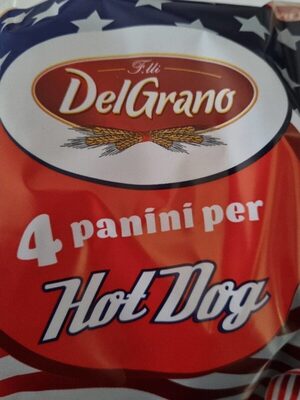 F.lli
DelGrano
4 panini per
Hot Dog